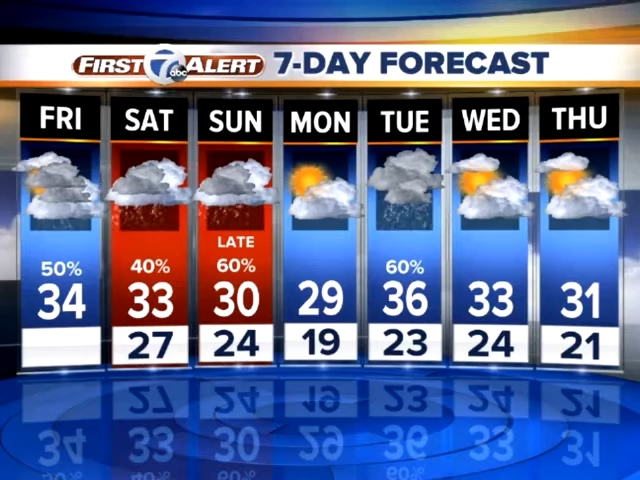 FIRST 7 abc ALERT 7-DAY FORECAST
FRI SAT SUN MON TUE WED THU
LATE
50% 40% 60% 60%
34 33 30 29 36 33 31
27 24 19 23 24 21